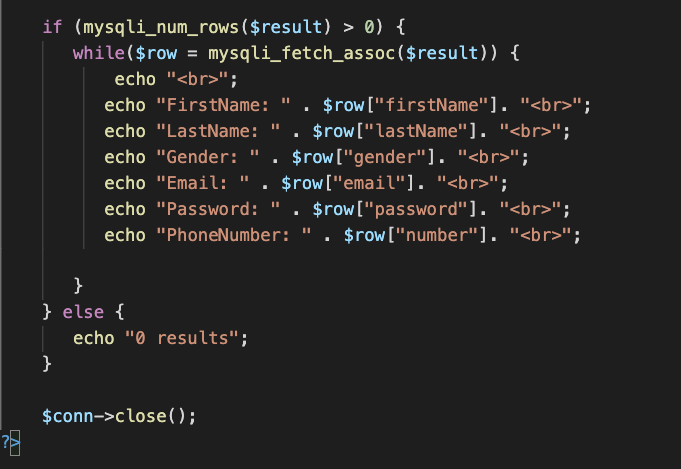 if (mysqli_num_rows($result) > 0) {
while($row = mysqli_fetch_assoc($result)) {
echo "<br>";
echo "FirstName: " . $row["firstName"]. "<br>";
echo "LastName: " . $row["lastName"]. "<br>";
echo "Gender: " . $row["gender"]. "<br>";
echo "Email: " . $row["email"]. "<br>";
echo "Password: " . $row["password"]. "<br>";
echo "PhoneNumber: " . $row["number"]. "<br>";
}
} else {
echo "0 results";
}
$conn->close();
?>